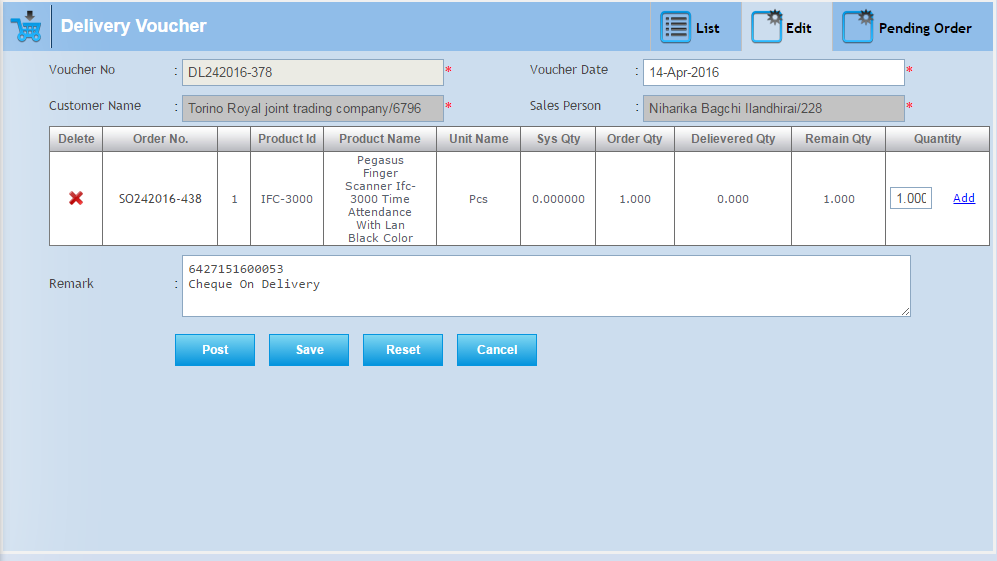 Delivery Voucher
List
Edit
Pending Order
Voucher No : DL242016-378 *
Voucher Date : 14-Apr-2016 *
Customer Name : Torino Royal joint trading company/6796 *
Sales Person : Niharika Bagchi Ilandhirai/228 *
Delete Order No. Product Id Product Name Unit Name Sys Qty Order Qty Delievered Qty Remain Qty Quantity
SO242016-438 1 IFC-3000
Pegasus
Finger
Scanner Ifc-
3000 Time
Attendance
With Lan
Black Color
Pcs 0.000000 1.000 0.000 1.000 1.000 Add
Remark :
6427151600053
Cheque On Delivery
Post Save Reset Cancel